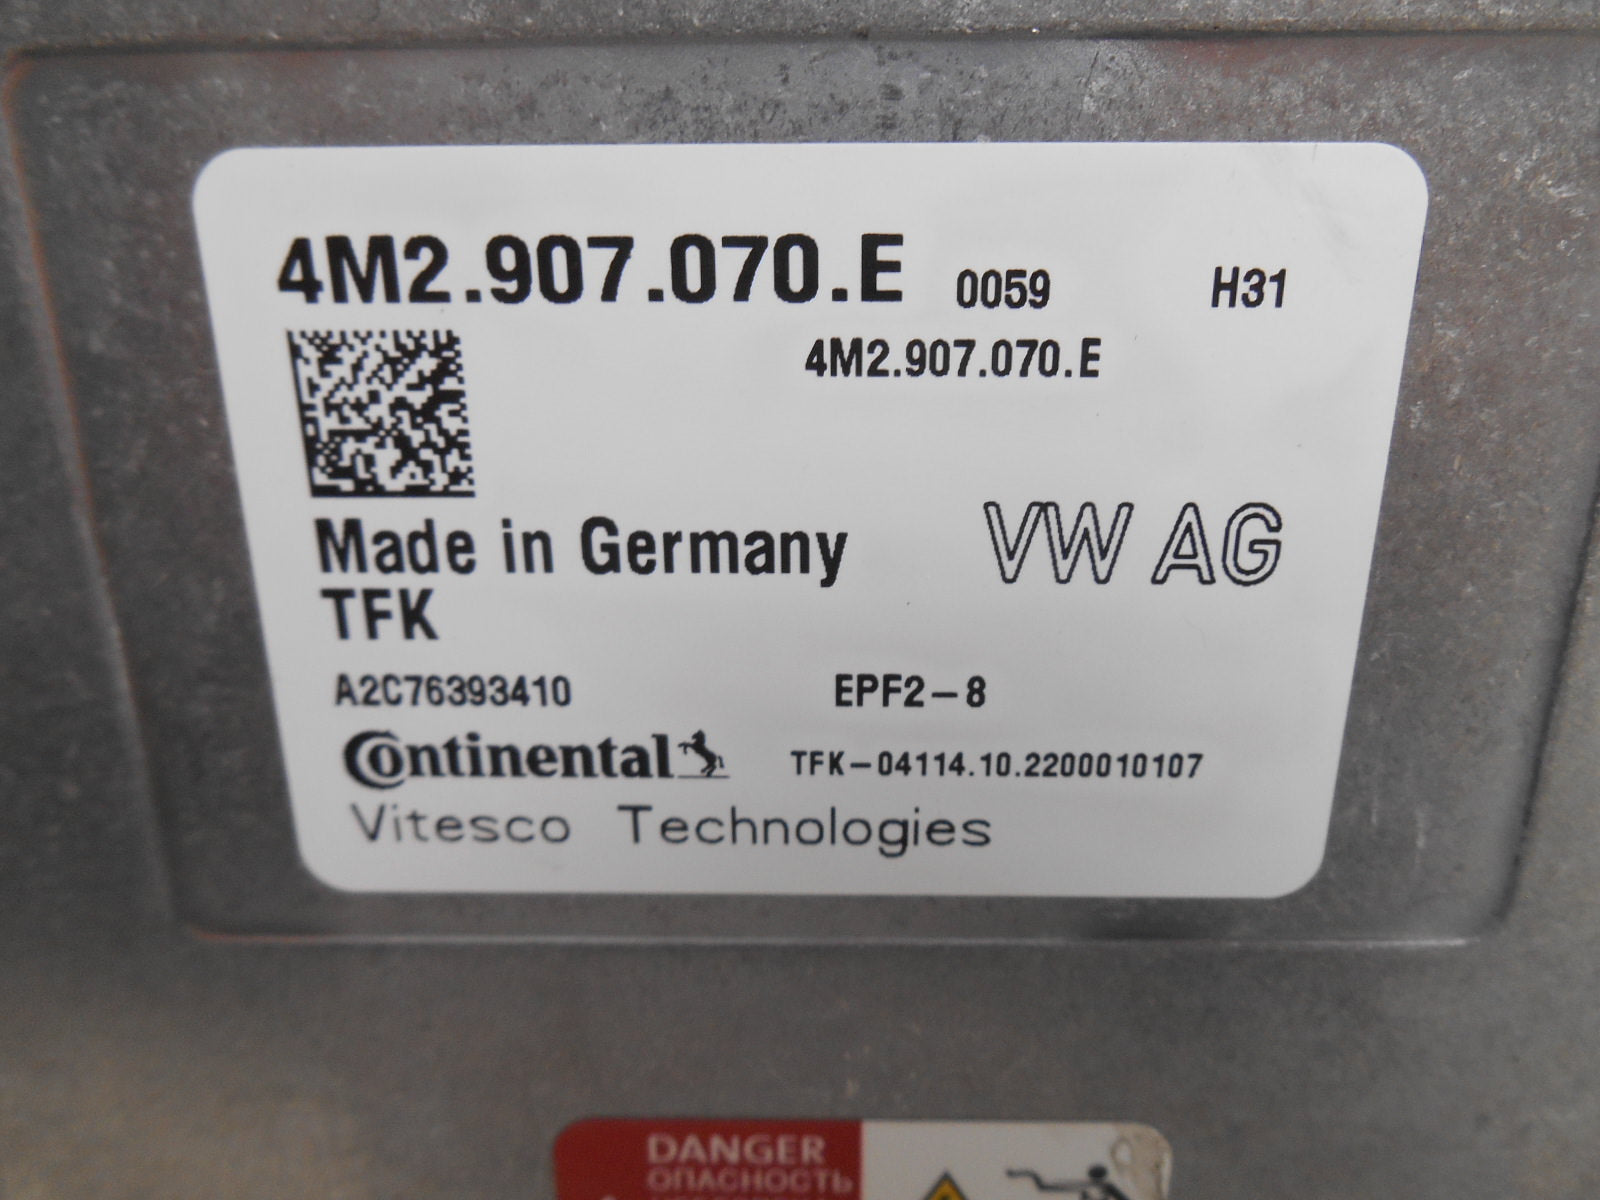 4M2.907.070.E 0059 H31
4M2.907.070.E
Made in Germany VW AG
TFK
A2C76393410 EPF2-8
Continental TFK-04114.10.2200010107
Vitesco Technologies
DANGER
ОПАСНОСТЬ